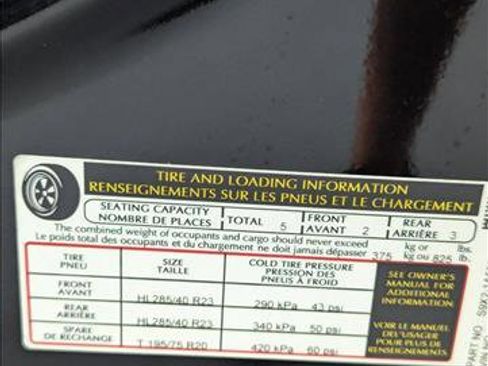 TIRE AND LOADING INFORMATION
RENSEIGNEMENTS SUR LES PNEUS ET LE CHARGEMENT
SEATING CAPACITY
NOMBRE DE PLACES
TOTAL 5
FRONT
AVANT 2
REAR
ARRIÈRE 3
The combined weight of occupants and cargo should never exceed
Le poids total des occupants et du chargement ne doit jamais dépasser
375 kg or
kg ou 825 lbs.
lb.
TIRE
PNEU
SIZE
TAILLE
COLD TIRE PRESSURE
PRESSION DES
PNEUS À FROID
SEE OWNER'S
MANUAL FOR
ADDITIONAL
INFORMATION
FRONT
AVANT
HL285/40 R23
290 kPa 43 psi
REAR
ARRIÈRE
HL285/40 R23
340 kPa 50 psi
SPARE
DE RECHANGE
T 195/75 R20
420 kPa 60 psi
VOIR LE MANUEL
DE L'USAGER
POUR PLUS DE
RENSEIGNEMENTS
PART NO.